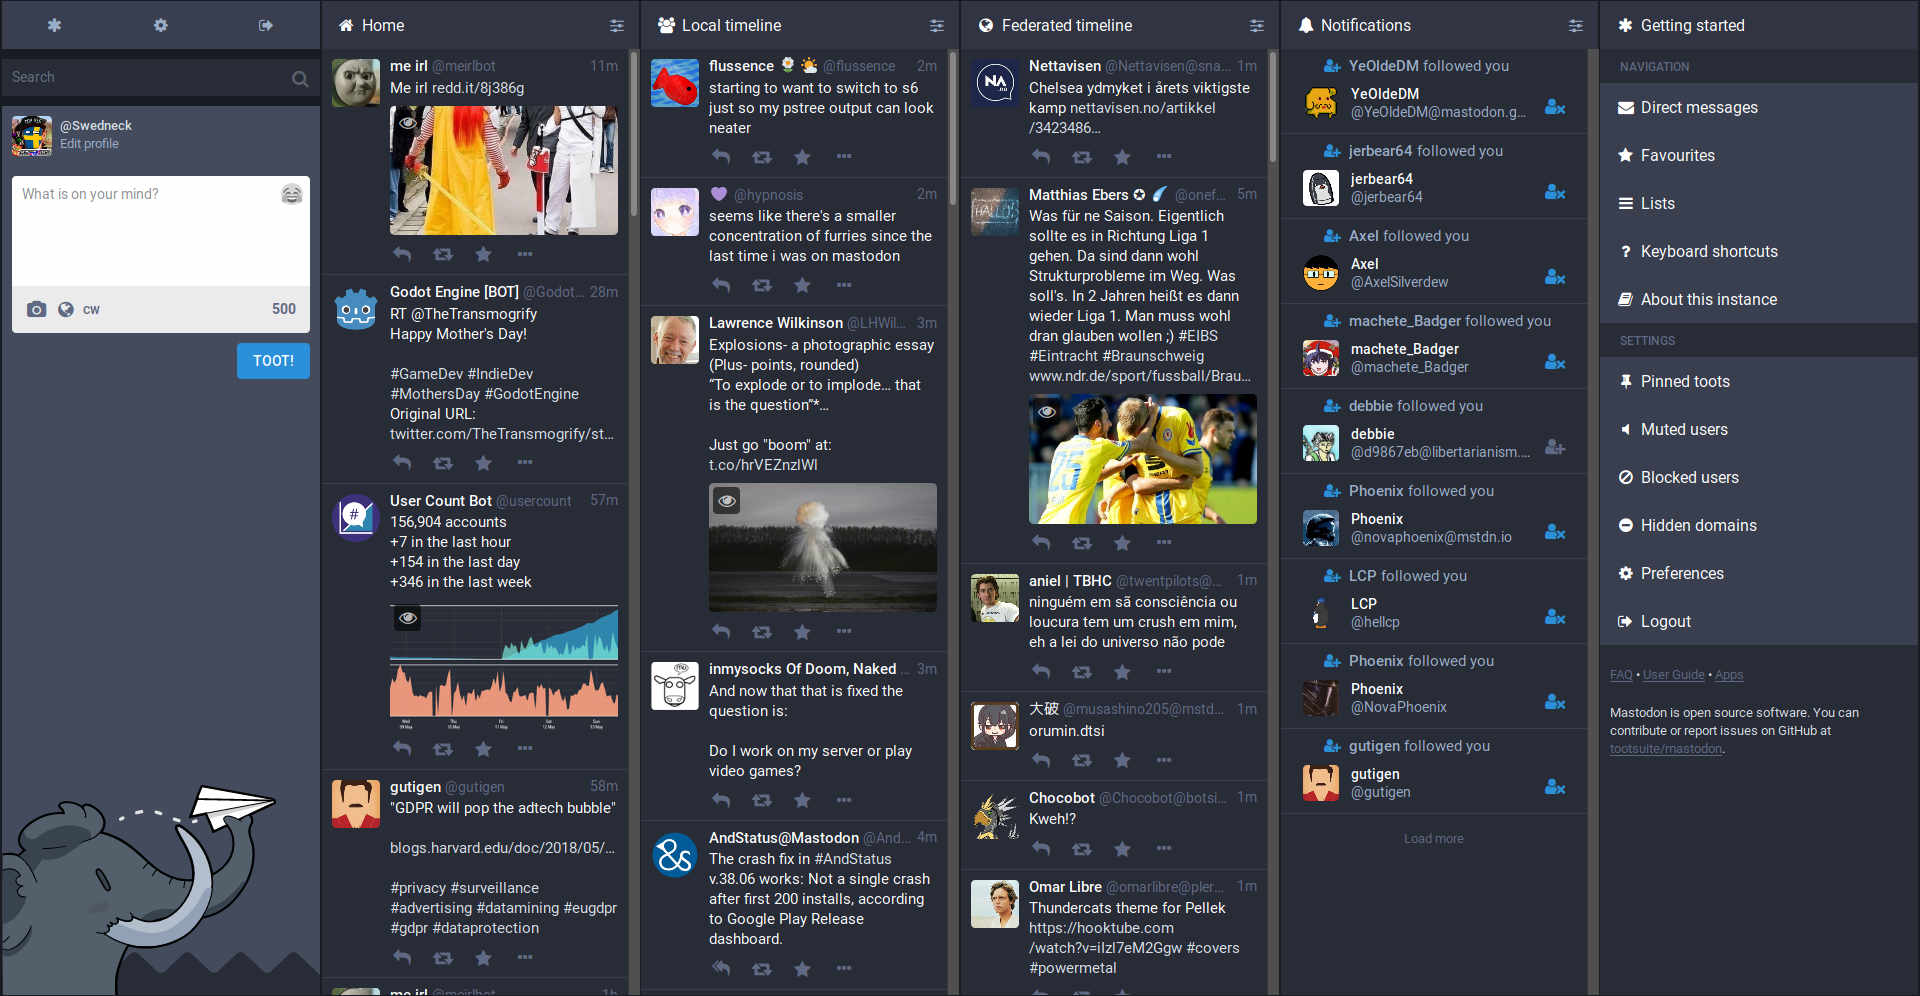 Search
@Swedneck
Edit profile
What is on your mind?
CW
500
TOOT!
Home
me irl @meirlbot 11m
Me irl redd.it/8j386g
Godot Engine [BOT] @Godot... 28m
RT @TheTransmogrify
Happy Mother's Day!
#GameDev #IndieDev
#MothersDay #GodotEngine
Original URL:
twitter.com/TheTransmogrify/st...
User Count Bot @usercount 57m
156,904 accounts
+7 in the last hour
+154 in the last day
+346 in the last week
gutigen @gutigen 58m
"GDPR will pop the adtech bubble"
blogs.harvard.edu/doc/2018/05/...
#privacy #surveillance
#advertising #datamining #eugdpr
#gdpr #dataprotection
me irl @meirlbot 1h
Local timeline
flussence @flussence 2m
starting to want to switch to s6
just so my pstree output can look
neater
@hypnosis 2m
seems like there's a smaller
concentration of furries since the
last time i was on mastodon
Lawrence Wilkinson @LHWil... 3m
Explosions- a photographic essay
(Plus- points, rounded)
“To explode or to implode... that
is the question”*...
Just go "boom" at:
t.co/hrVEZnzlWl
inmysocks Of Doom, Naked ... 3m
And now that that is fixed the
question is:
Do I work on my server or play
video games?
AndStatus@Mastodon @And... 4m
The crash fix in #AndStatus
v.38.06 works: Not a single crash
after first 200 installs, according
to Google Play Release
dashboard.
Federated timeline
NA
Nettavisen @Nettavisen@sna... 1m
Chelsea ydmyket i årets viktigste
kamp nettavisen.no/artikkel
/3423486...
HALLO!
Matthias Ebers @onef... 5m
Was für ne Saison. Eigentlich
sollte es in Richtung Liga 1
gehen. Da sind dann wohl
Strukturprobleme im Weg. Was
soll's. In 2 Jahren heißt es dann
wieder Liga 1. Man muss wohl
dran glauben wollen ;) #EIBS
#Eintracht #Braunschweig
www.ndr.de/sport/fussball/Brau...
aniel | TBHC @twentpilots@... 1m
ninguém em sã consciência ou
loucura tem um crush em mim,
eh a lei do universo não pode
大破 @musashino205@mstd... 1m
orumin.dtsi
Chocobot @Chocobot@botsi... 1m
Kweh!?
Omar Libre @omarlibre@pler... 1m
Thundercats theme for Pellek
https://hooktube.com
/watch?v=iIzl7eM2Ggw #covers
#powermetal
Notifications
YeOldeDM followed you
YeOldeDM
@YeOldeDM@mastodon.g...
jerbear64 followed you
jerbear64
@jerbear64
Axel followed you
Axel
@AxelSilverdew
machete_Badger followed you
machete_Badger
@machete_Badger
debbie followed you
debbie
@d9867eb@libertarianism....
Phoenix followed you
Phoenix
@novaphoenix@mstdn.io
LCP followed you
LCP
@hellcp
Phoenix followed you
Phoenix
@NovaPhoenix
gutigen followed you
gutigen
@gutigen
Load more
Getting started
NAVIGATION
Direct messages
Favourites
Lists
Keyboard shortcuts
About this instance
SETTINGS
Pinned toots
Muted users
Blocked users
Hidden domains
Preferences
Logout
FAQ • User Guide • Apps
Mastodon is open source software. You can
contribute or report issues on GitHub at
tootsuite/mastodon.